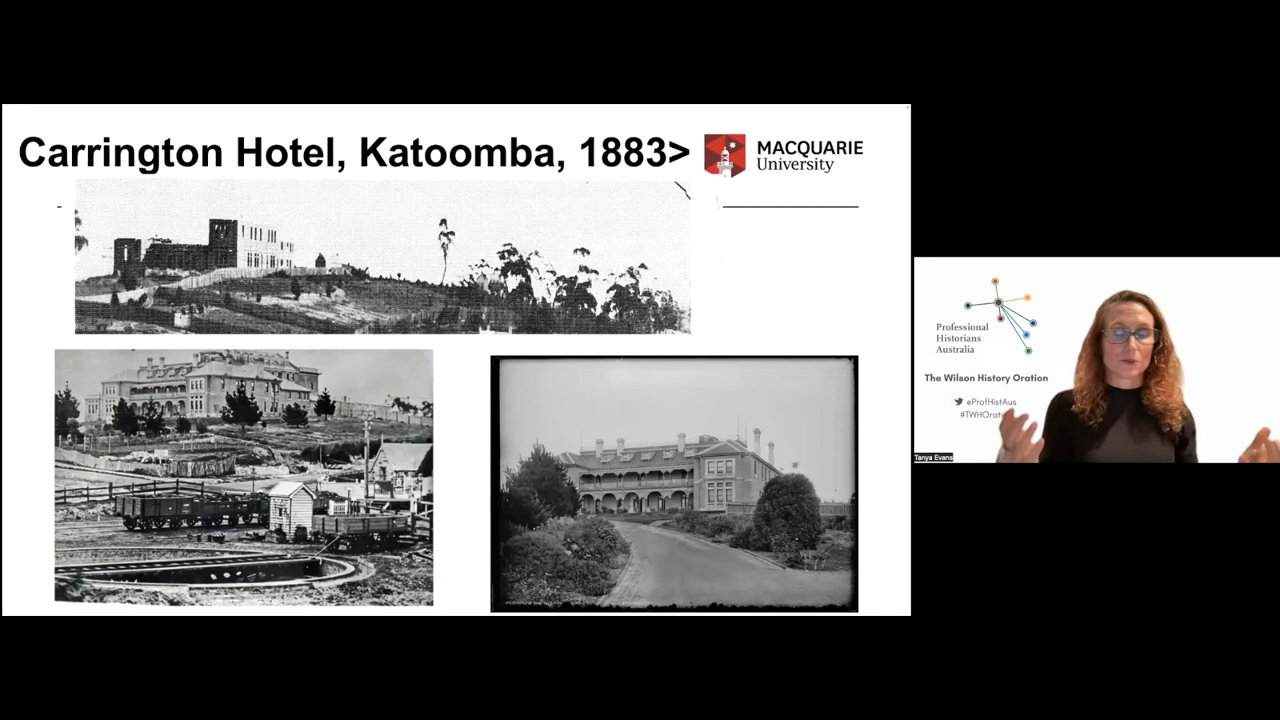 Carrington Hotel, Katoomba, 1883>
MACQUARIE
University
Professional
Historians
Australia
The Wilson History Oration
@ProfHistAus
Tanya Evans